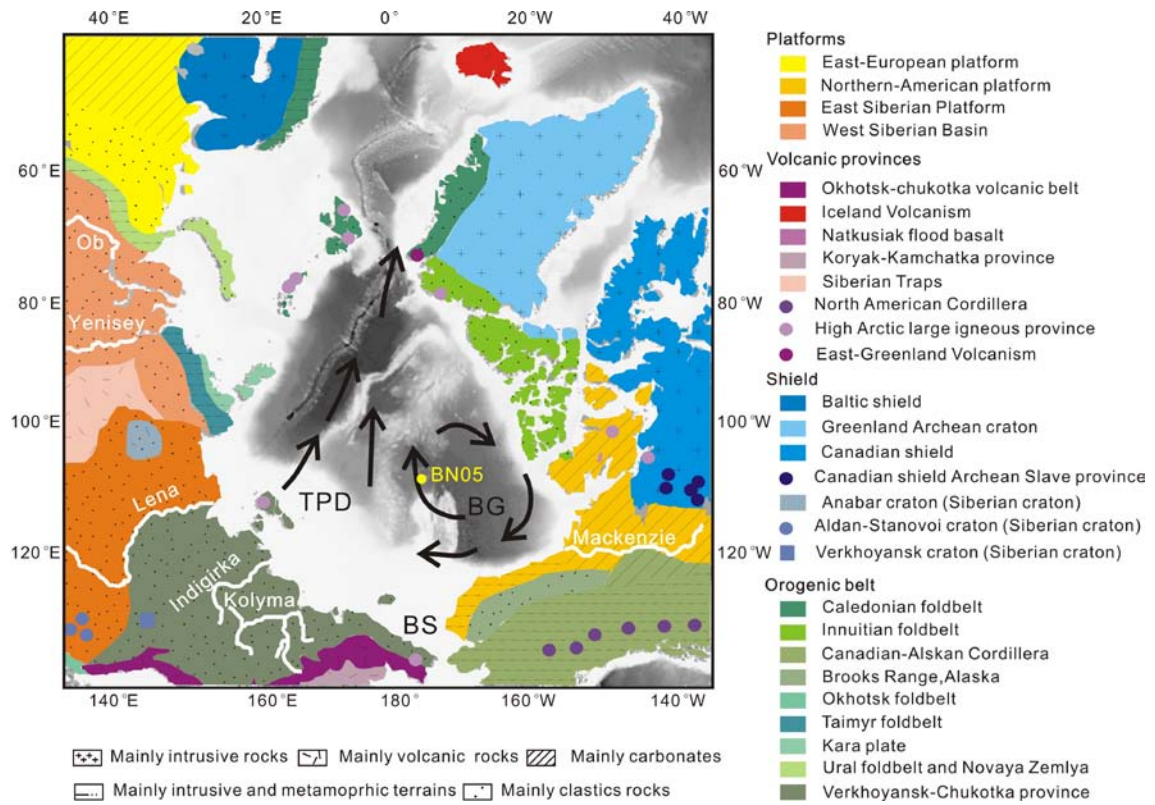 40°E 20°E 0° 20°W 40°W
60°E
80°E
100°E
120°E
60°W
80°W
100°W
120°W
160°E 180° 160°W 140°W
Ob
Yenisey
Lena
Indigirka
Kolyma
Mackenzie
TPD
BN05
BG
BS
Platforms
East-European platform
Northern-American platform
East Siberian Platform
West Siberian Basin
Volcanic provinces
Okhotsk-chukotka volcanic belt
Iceland Volcanism
Natkusiak flood basalt
Koryak-Kamchatka province
Siberian Traps
North American Cordillera
High Arctic large igneous province
East-Greenland Volcanism
Shield
Baltic shield
Greenland Archean craton
Canadian shield
Canadian shield Archean Slave province
Anabar craton (Siberian craton)
Aldan-Stanovoi craton (Siberian craton)
Verkhoyansk craton (Siberian craton)
Orogenic belt
Caledonian foldbelt
Innuitian foldbelt
Canadian-Alskan Cordillera
Brooks Range,Alaska
Okhotsk foldbelt
Taimyr foldbelt
Kara plate
Ural foldbelt and Novaya Zemlya
Verkhoyansk-Chukotka province
Mainly intrusive rocks Mainly volcanic rocks Mainly carbonates
Mainly intrusive and metamoprhic terrains Mainly clastics rocks